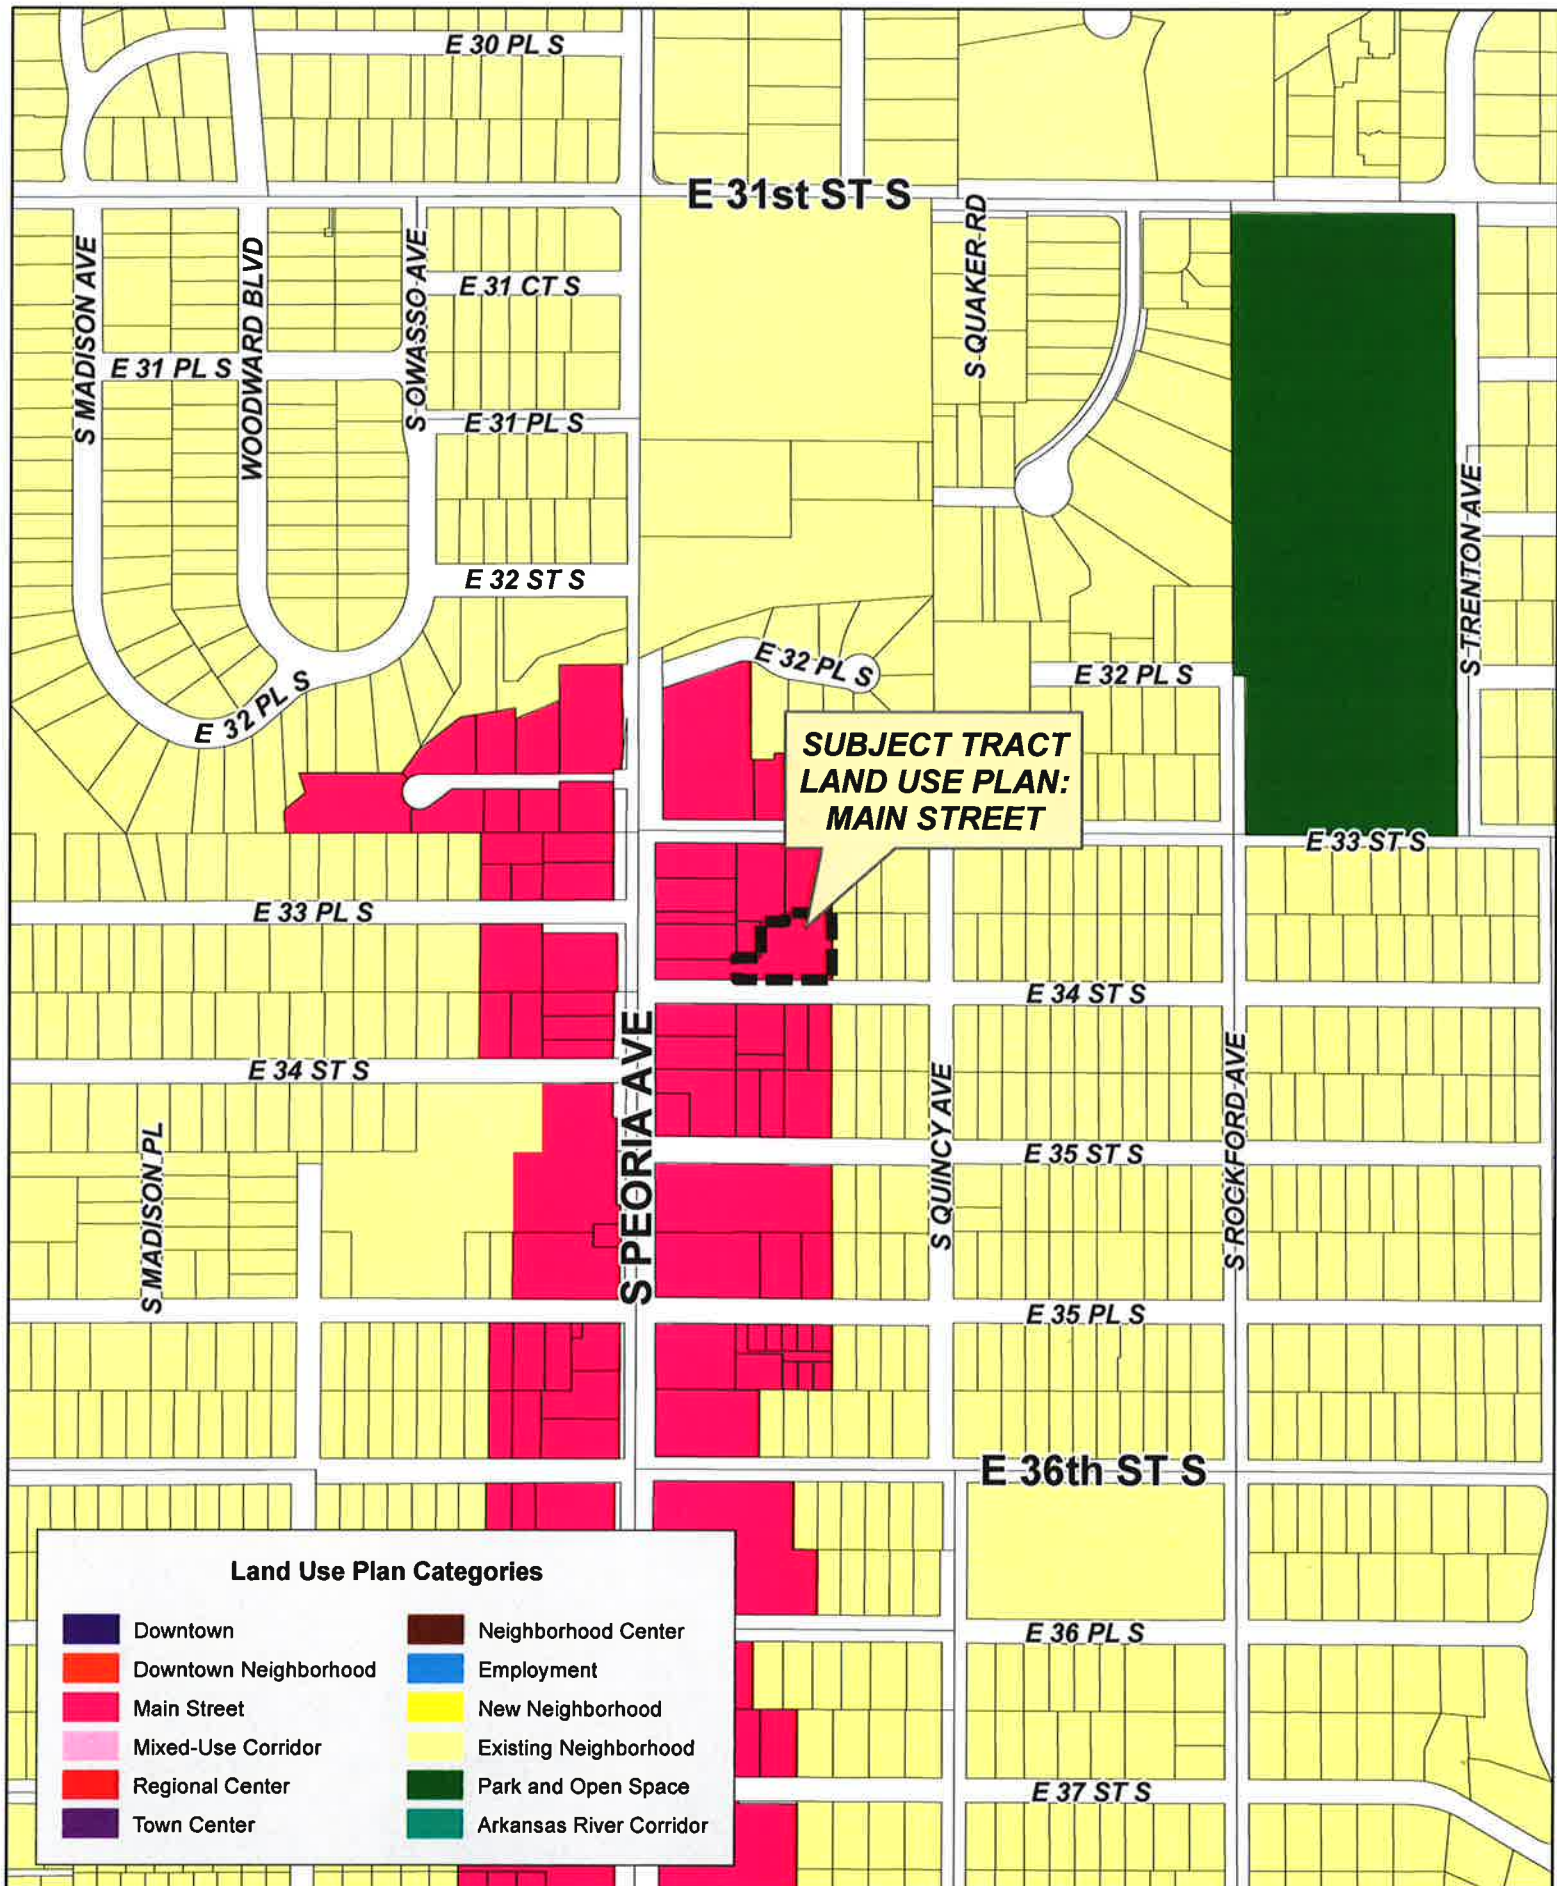 E 30 PL S
E 31st ST S
S MADISON AVE
WOODWARD BLVD
S OWASSO AVE
S QUAKER RD
E 31 CT S
E 31 PL S
E 31 PL S
S TRENTON AVE
E 32 ST S
E 32 PL S
E 32 PL S
E 32 PL S
SUBJECT TRACT
LAND USE PLAN:
MAIN STREET
E 33 ST S
E 33 PL S
E 34 ST S
S PEORIA AVE
E 34 ST S
S QUINCY AVE
S ROCKFORD AVE
S MADISON PL
E 35 ST S
E 35 PL S
E 36th ST S
E 36 PL S
E 37 ST S
Land Use Plan Categories
Downtown
Downtown Neighborhood
Main Street
Mixed-Use Corridor
Regional Center
Town Center
Neighborhood Center
Employment
New Neighborhood
Existing Neighborhood
Park and Open Space
Arkansas River Corridor